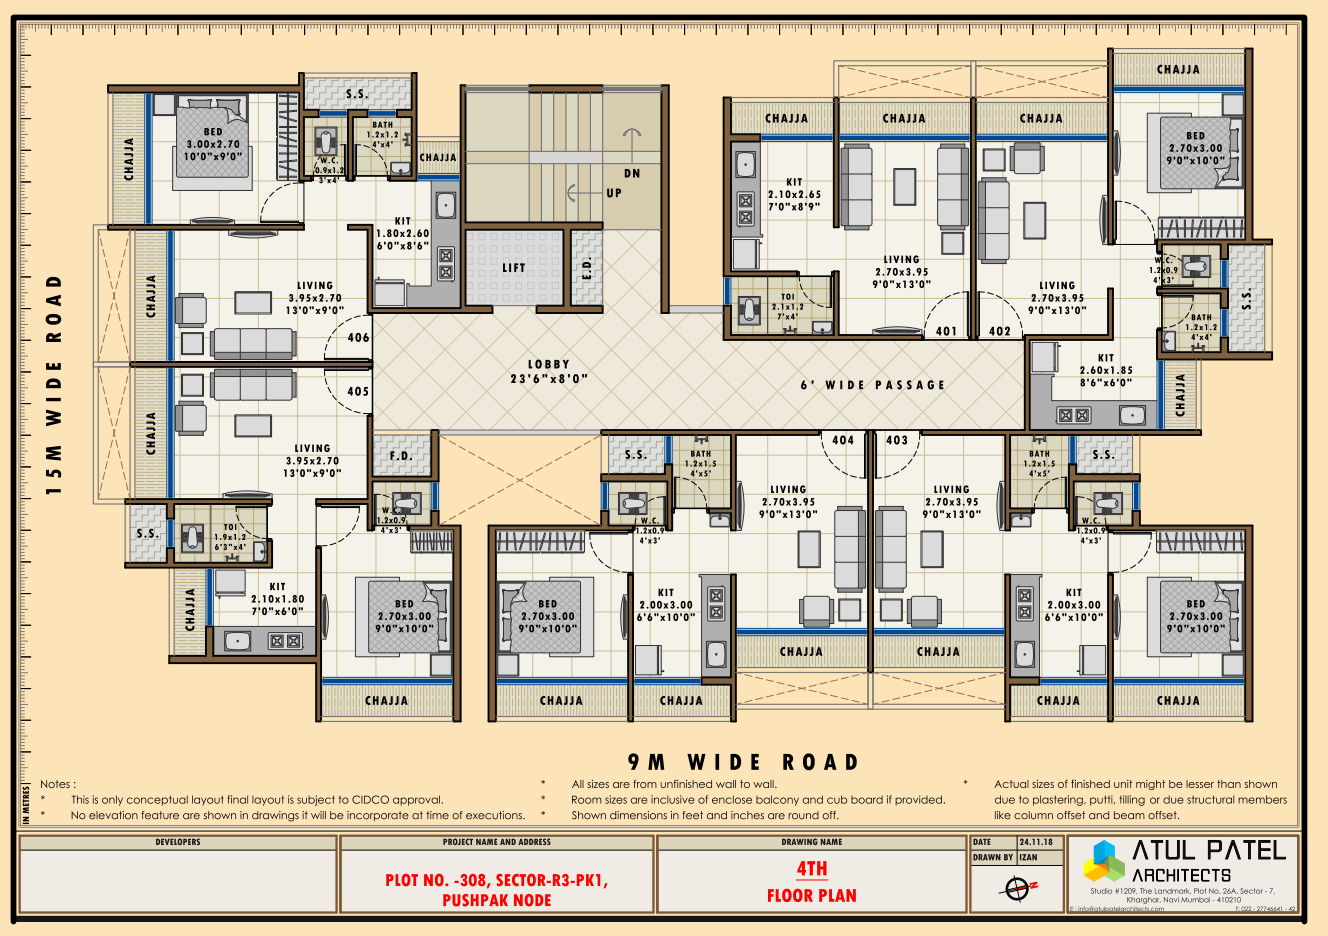 CHAJJA
S.S.
BED
3.00x2.70
10'0"x9'0"
BATH
1.2x1.2
4'x4'
W.C.
0.9x1.2
3'x4'
CHAJJA
CHAJJA
KIT
1.80x2.60
6'0"x8'6"
DN
UP
LIFT
E.D.
CHAJJA
CHAJJA
CHAJJA
KIT
2.10x2.65
7'0"x8'9"
LIVING
2.70x3.95
9'0"x13'0"
TOI
2.1x1.2
7'x4'
401
402
LIVING
2.70x3.95
9'0"x13'0"
BED
2.70x3.00
9'0"x10'0"
W.C.
1.2x0.9
4'x3'
BATH
1.2x1.2
4'x4'
S.S.
KIT
2.60x1.85
8'6"x6'0"
CHAJJA
15M WIDE ROAD
CHAJJA
LIVING
3.95x2.70
13'0"x9'0"
406
405
LOBBY
23'6"x8'0"
6' WIDE PASSAGE
CHAJJA
LIVING
3.95x2.70
13'0"x9'0"
F.D.
W.C.
1.2x0.9
4'x3'
S.S.
TOI
1.9x1.2
6'3"x4'
CHAJJA
KIT
2.10x1.80
7'0"x6'0"
BED
2.70x3.00
9'0"x10'0"
CHAJJA
S.S.
BATH
1.2x1.5
4'x5'
W.C.
1.2x0.9
4'x3'
404
403
LIVING
2.70x3.95
9'0"x13'0"
LIVING
2.70x3.95
9'0"x13'0"
BATH
1.2x1.5
4'x5'
S.S.
W.C.
1.2x0.9
4'x3'
BED
2.70x3.00
9'0"x10'0"
KIT
2.00x3.00
6'6"x10'0"
CHAJJA
CHAJJA
KIT
2.00x3.00
6'6"x10'0"
BED
2.70x3.00
9'0"x10'0"
CHAJJA
CHAJJA
CHAJJA
CHAJJA
9M WIDE ROAD
IN METRES
Notes :
* This is only conceptual layout final layout is subject to CIDCO approval.
* No elevation feature are shown in drawings it will be incorporate at time of executions.
* All sizes are from unfinished wall to wall.
* Room sizes are inclusive of enclose balcony and cub board if provided.
* Shown dimensions in feet and inches are round off.
* Actual sizes of finished unit might be lesser than shown
due to plastering, putti, tilling or due structural members
like column offset and beam offset.
DEVELOPERS
PROJECT NAME AND ADDRESS
PLOT NO. -308, SECTOR-R3-PK1,
PUSHPAK NODE
DRAWING NAME
4TH
FLOOR PLAN
DATE 24.11.18
DRAWN BY IZAN
ATUL PATEL
ARCHITECTS
Studio #1209, The Landmark, Plot No. 26A, Sector - 7,
Kharghar, Navi Mumbai - 410210
E : info@atulpatelarchitects.com T: 022 - 27746641 - 42